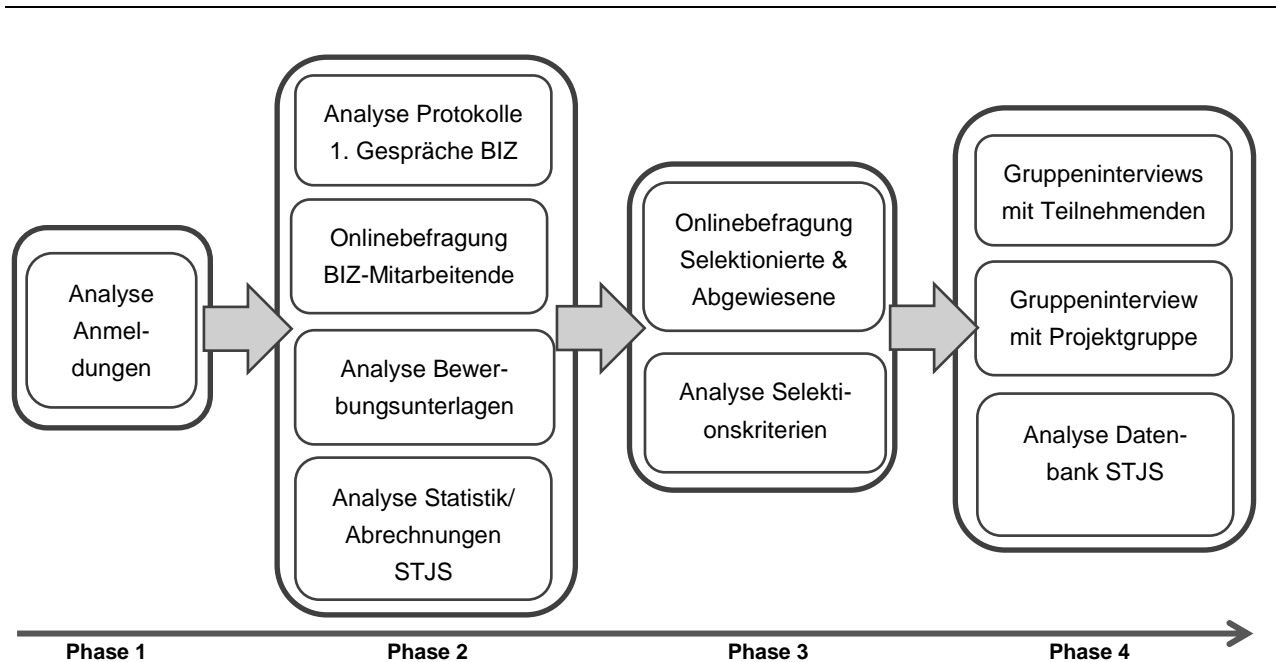 Analyse
Anmel-
dungen
Analyse Protokolle
1. Gespräche BIZ
Onlinebefragung
BIZ-Mitarbeitende
Analyse Bewer-
bungsunterlagen
Analyse Statistik/
Abrechnungen
STJS
Onlinebefragung
Selektionierte &
Abgewiesene
Analyse Selekti-
onskriterien
Gruppeninterviews
mit Teilnehmenden
Gruppeninterview
mit Projektgruppe
Analyse Daten-
bank STJS
Phase 1
Phase 2
Phase 3
Phase 4